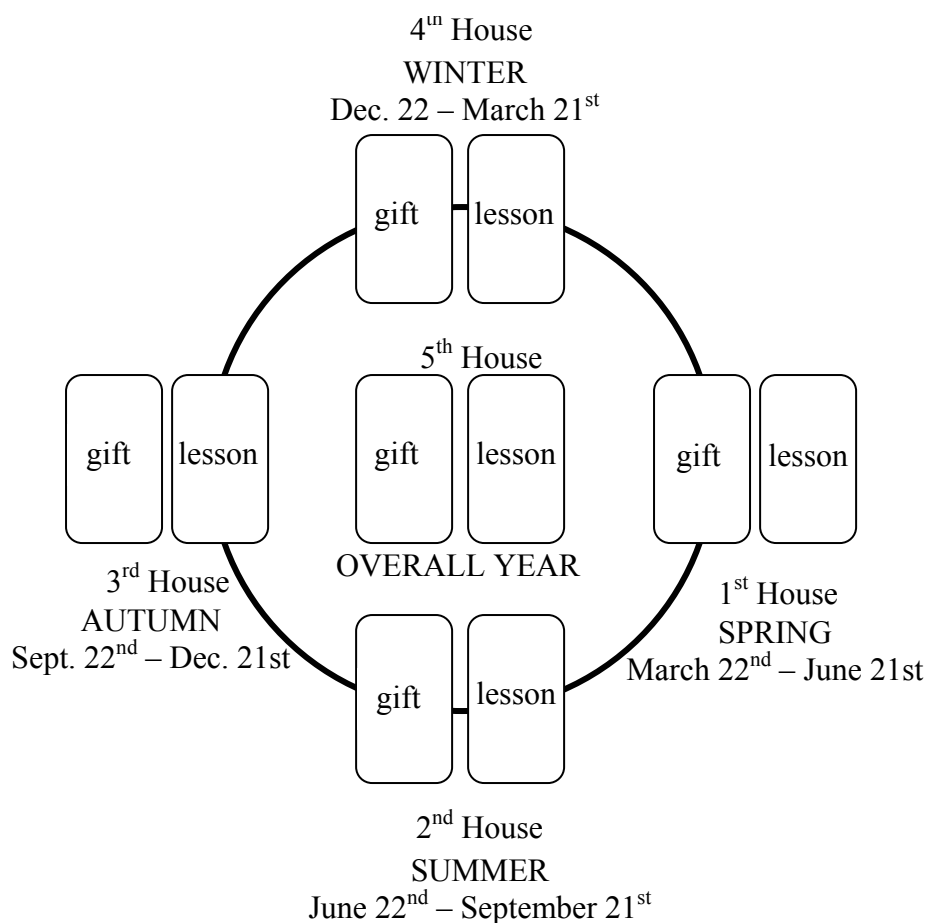 4th House
WINTER
Dec. 22 – March 21st
gift lesson
5th House
gift lesson
gift lesson
gift lesson
OVERALL YEAR
3rd House
AUTUMN
Sept. 22nd – Dec. 21st
1st House
SPRING
March 22nd – June 21st
gift lesson
2nd House
SUMMER
June 22nd – September 21st